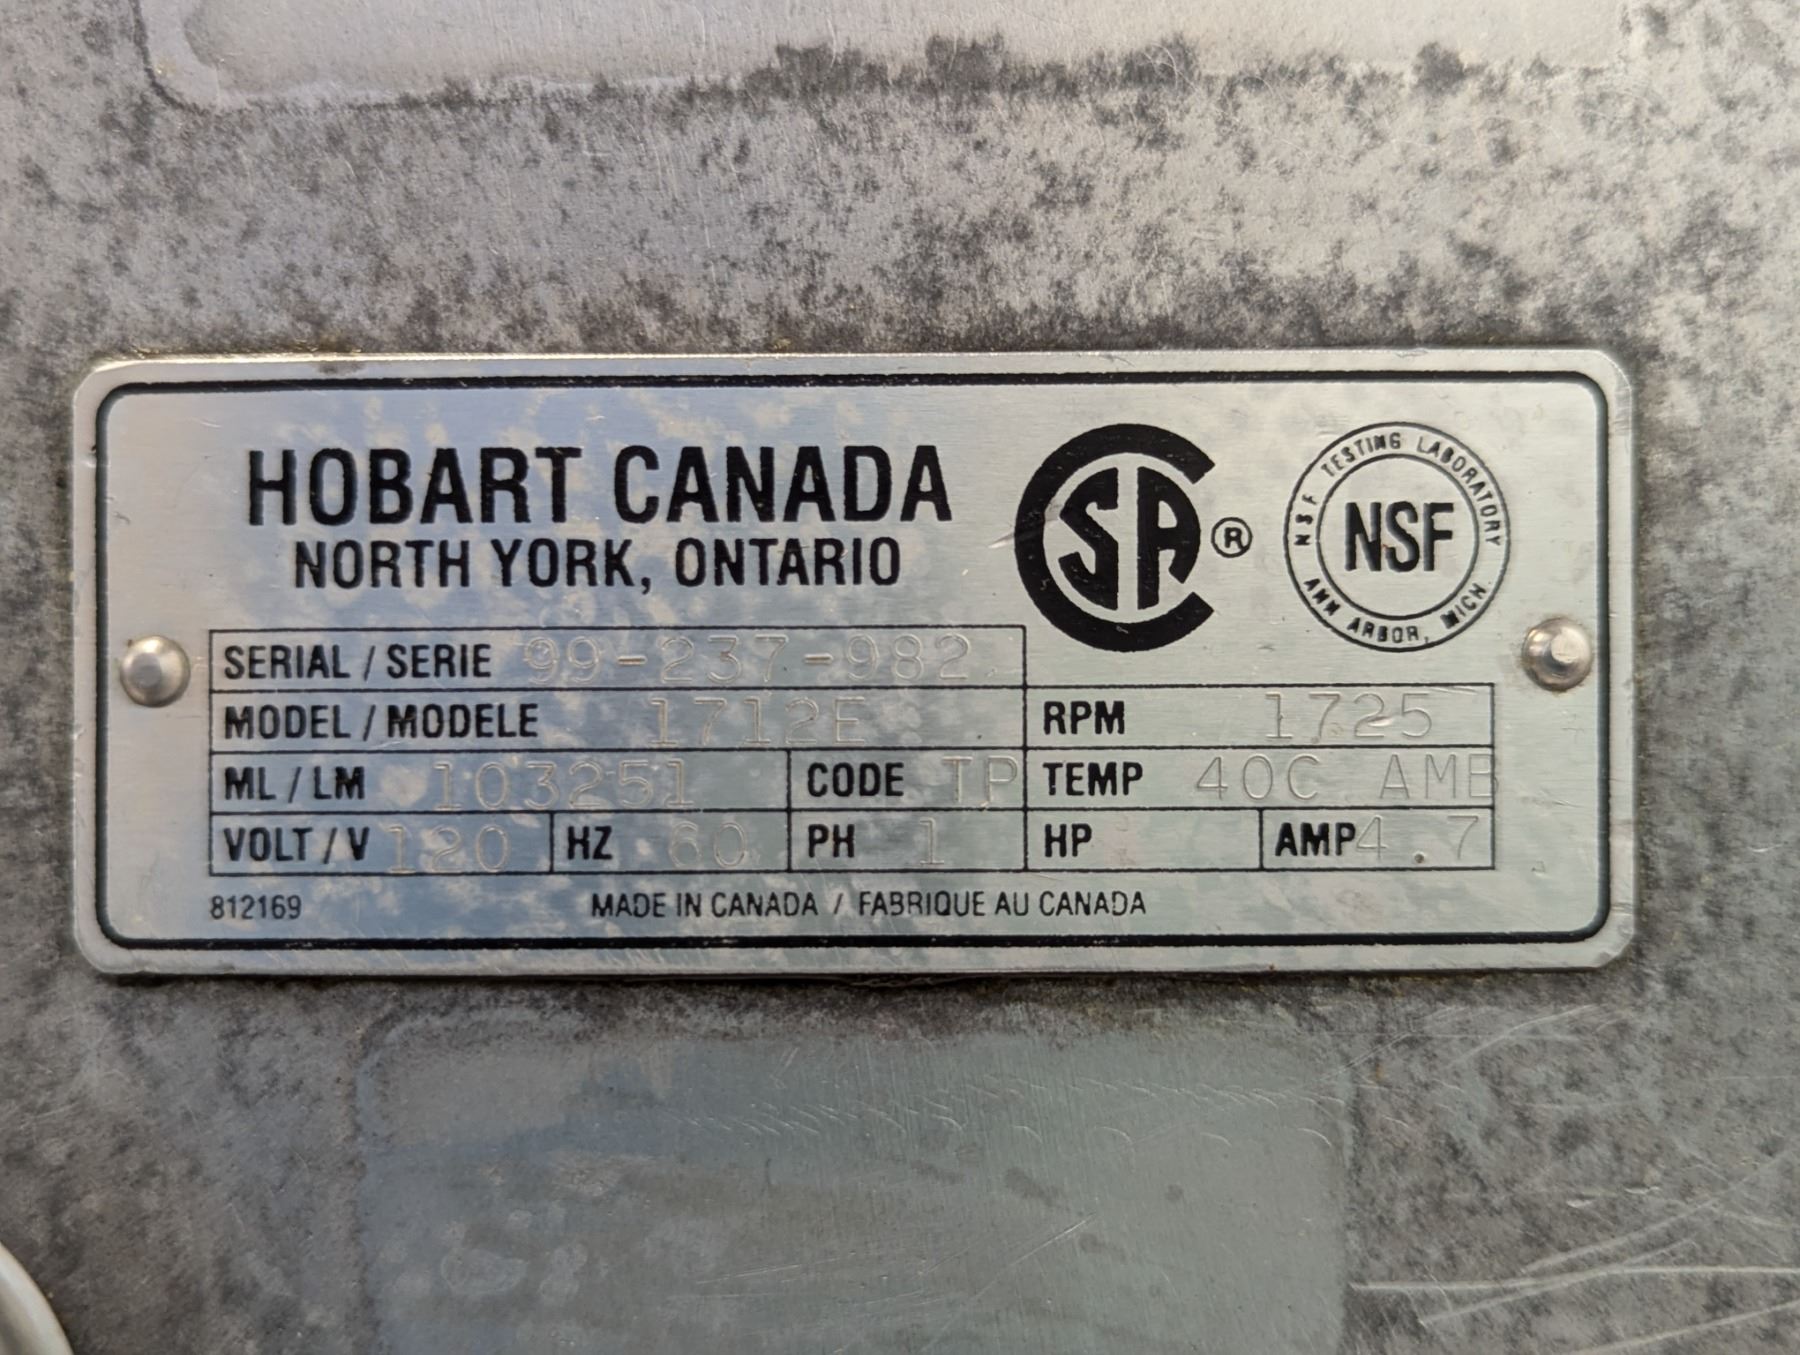 HOBART CANADA
NORTH YORK, ONTARIO
CSA ®
NSF TESTING LABORATORY
NSF
ANN ARBOR, MICH.
SERIAL / SERIE 99-237-982
MODEL / MODELE 1712E RPM 1725
ML / LM 103251 CODE TP TEMP 40C AMB
VOLT / V 120 HZ 60 PH 1 HP AMP 4.7
812169 MADE IN CANADA / FABRIQUE AU CANADA